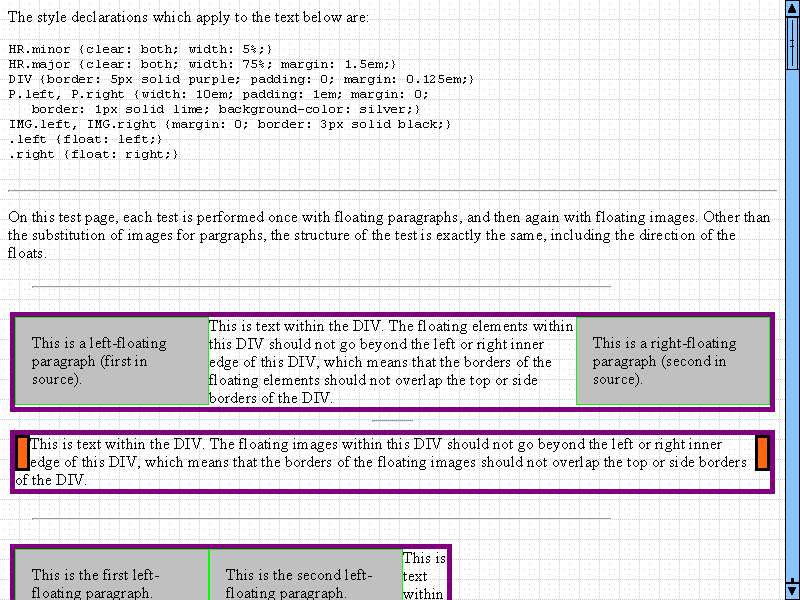 The style declarations which apply to the text below are:
HR.minor {clear: both; width: 5%;}
HR.major {clear: both; width: 75%; margin: 1.5em;}
DIV {border: 5px solid purple; padding: 0; margin: 0.125em;}
P.left, P.right {width: 10em; padding: 1em; margin: 0;
border: 1px solid lime; background-color: silver;}
IMG.left, IMG.right {margin: 0; border: 3px solid black;}
.left {float: left;}
.right {float: right;}
On this test page, each test is performed once with floating paragraphs, and then again with floating images. Other than
the substitution of images for pargraphs, the structure of the test is exactly the same, including the direction of the
floats.
This is a left-floating
paragraph (first in
source).
This is text within the DIV. The floating elements within
this DIV should not go beyond the left or right inner
edge of this DIV, which means that the borders of the
floating elements should not overlap the top or side
borders of the DIV.
This is a right-floating
paragraph (second in
source).
This is text within the DIV. The floating images within this DIV should not go beyond the left or right inner
edge of this DIV, which means that the borders of the floating images should not overlap the top or side borders
of the DIV.
This is the first left-
floating paragraph.
This is the second left-
floating paragraph.
This is
text
within